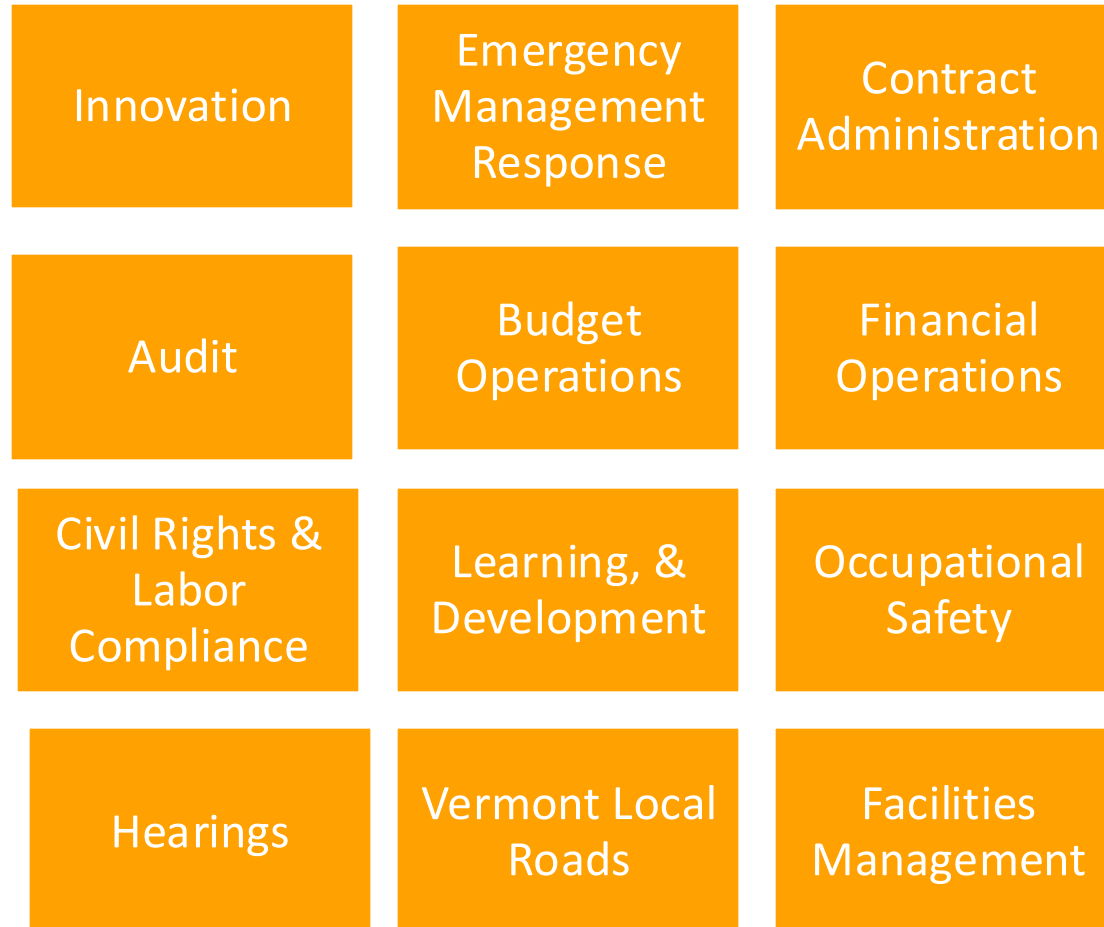 Innovation
Emergency
Management
Response
Contract
Administration
Audit
Budget
Operations
Financial
Operations
Civil Rights &
Labor
Compliance
Learning, &
Development
Occupational
Safety
Hearings
Vermont Local
Roads
Facilities
Management